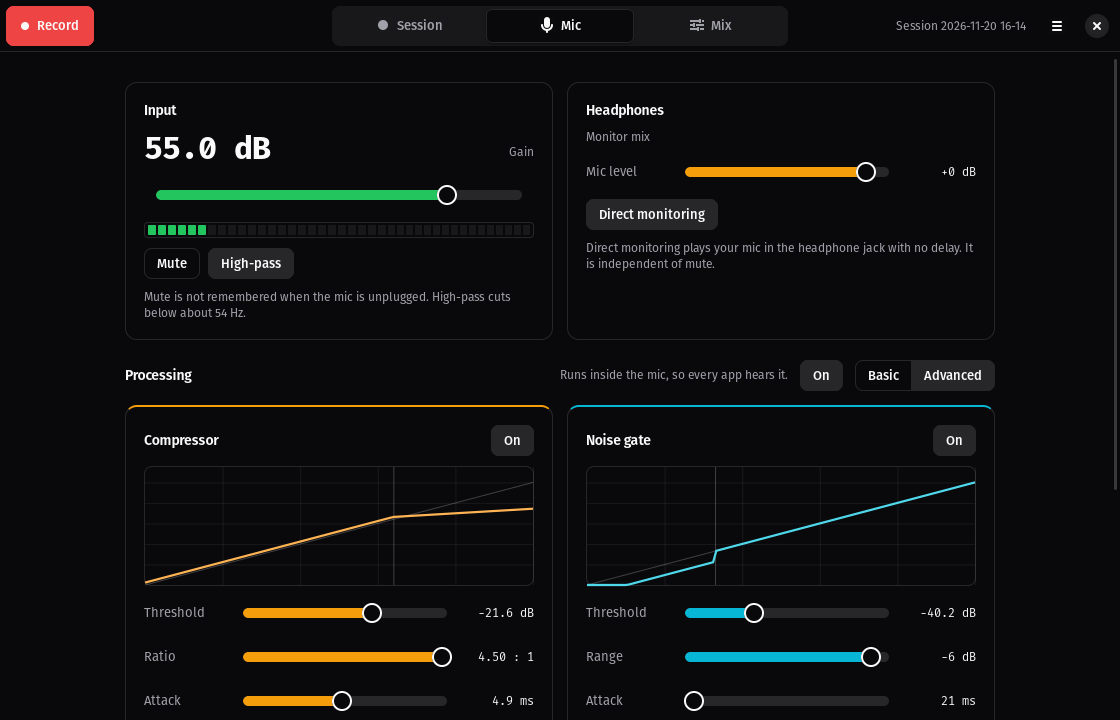 Record
Session
Mic
Mix
Session 2026-11-20 16-14
Input
55.0 dB
Gain
Mute
High-pass
Mute is not remembered when the mic is unplugged. High-pass cuts
below about 54 Hz.
Headphones
Monitor mix
Mic level
+0 dB
Direct monitoring
Direct monitoring plays your mic in the headphone jack with no delay. It
is independent of mute.
Processing
Runs inside the mic, so every app hears it.
On
Basic
Advanced
Compressor
On
Threshold
-21.6 dB
Ratio
4.50 : 1
Attack
4.9 ms
Noise gate
On
Threshold
-40.2 dB
Range
-6 dB
Attack
21 ms